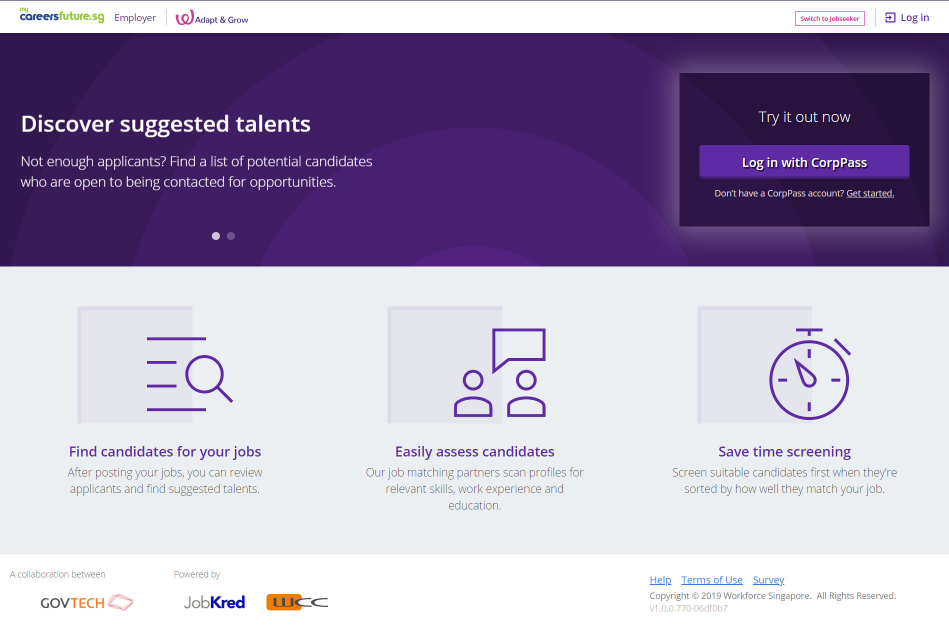 my
careersfuture.sg Employer Adapt & Grow Switch to Jobseeker Log in
Discover suggested talents
Not enough applicants? Find a list of potential candidates
who are open to being contacted for opportunities.
Try it out now
Log in with CorpPass
Don't have a CorpPass account? Get started.
Find candidates for your jobs
After posting your jobs, you can review
applicants and find suggested talents.
Easily assess candidates
Our job matching partners scan profiles for
relevant skills, work experience and
education.
Save time screening
Screen suitable candidates first when they're
sorted by how well they match your job.
A collaboration between
GOVTECH
Powered by
JobKred WCC
Help Terms of Use Survey
Copyright © 2019 Workforce Singapore. All Rights Reserved.
v1.0.0.770-06df0b7